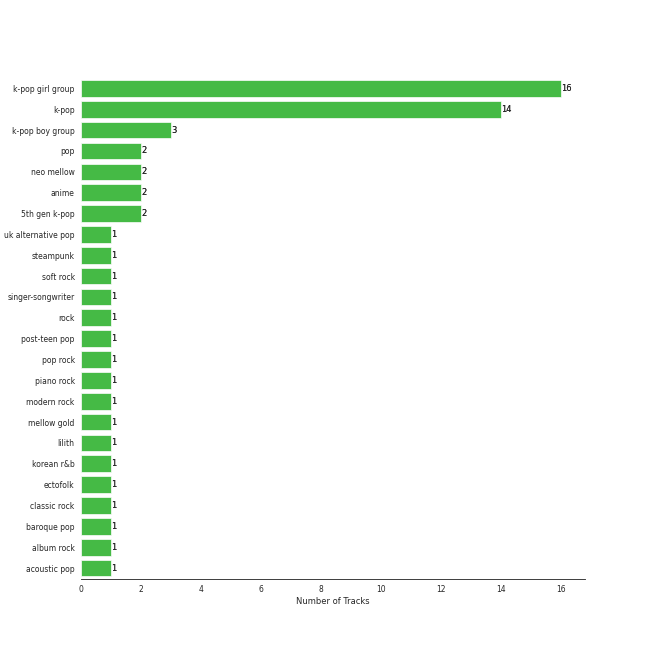 k-pop girl group 16
k-pop 14
k-pop boy group 3
pop 2
neo mellow 2
anime 2
5th gen k-pop 2
uk alternative pop 1
steampunk 1
soft rock 1
singer-songwriter 1
rock 1
post-teen pop 1
pop rock 1
piano rock 1
modern rock 1
mellow gold 1
lilith 1
korean r&b 1
ectofolk 1
classic rock 1
baroque pop 1
album rock 1
acoustic pop 1
0 2 4 6 8 10 12 14 16
Number of Tracks